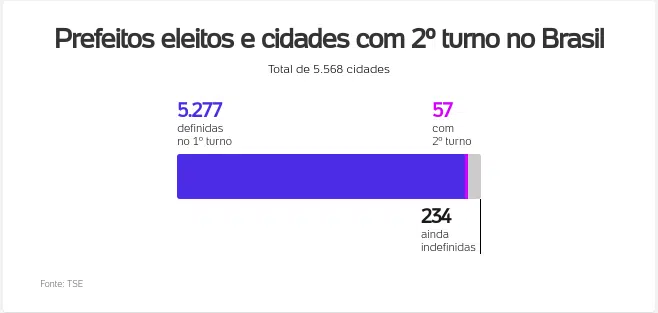 Prefeitos eleitos e cidades com 2º turno no Brasil
Total de 5.568 cidades
5.277
definidas
no 1º turno
57
com
2º turno
234
ainda
indefinidas
Fonte: TSE